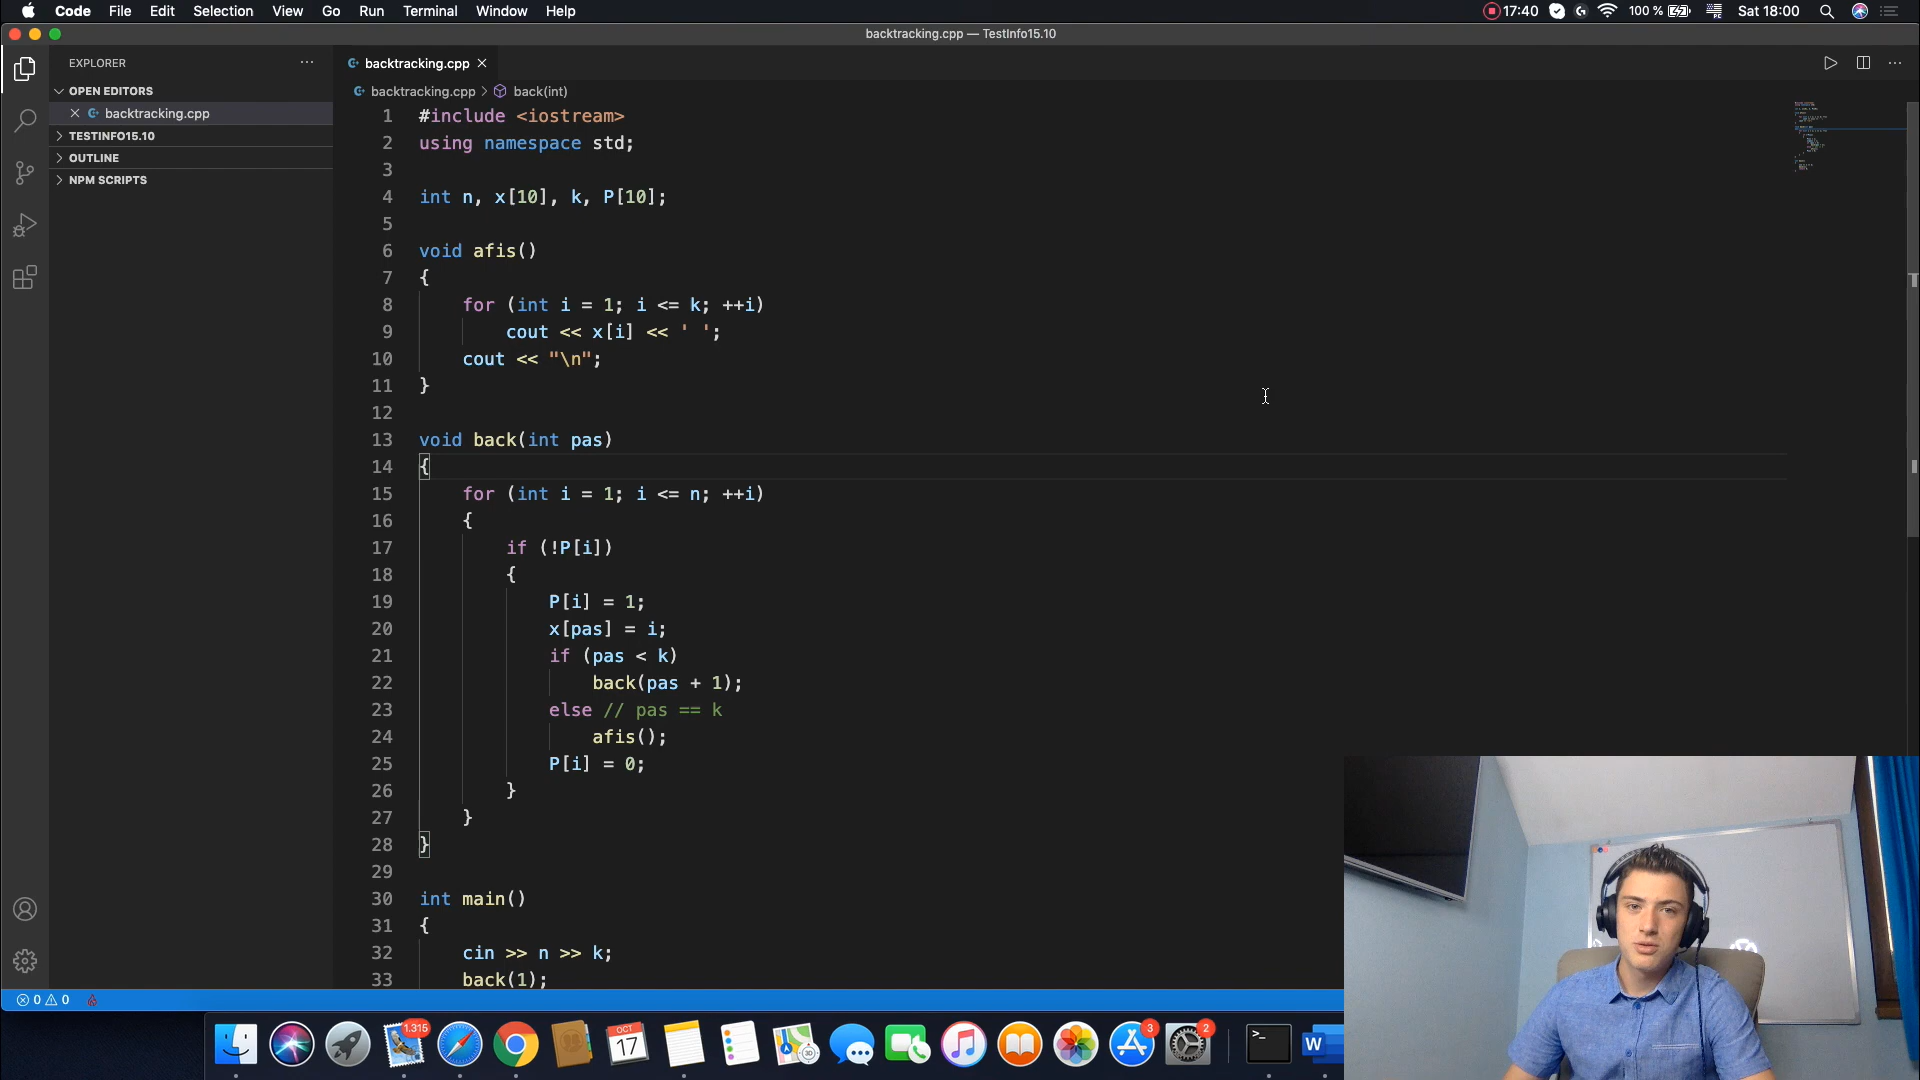 Code File Edit Selection View Go Run Terminal Window Help
17:40 100 % Sat 18:00
backtracking.cpp — TestInfo15.10
EXPLORER
OPEN EDITORS
backtracking.cpp
TESTINFO15.10
OUTLINE
NPM SCRIPTS
backtracking.cpp
backtracking.cpp > back(int)
1 #include <iostream>
2 using namespace std;
3
4 int n, x[10], k, P[10];
5
6 void afis()
7 {
8 for (int i = 1; i <= k; ++i)
9 cout << x[i] << ' ';
10 cout << "\n";
11 }
12
13 void back(int pas)
14 {
15 for (int i = 1; i <= n; ++i)
16 {
17 if (!P[i])
18 {
19 P[i] = 1;
20 x[pas] = i;
21 if (pas < k)
22 back(pas + 1);
23 else // pas == k
24 afis();
25 P[i] = 0;
26 }
27 }
28 }
29
30 int main()
31 {
32 cin >> n >> k;
33 back(1);
0 0
1.315
OCT
17
3D
3
2
>_
W